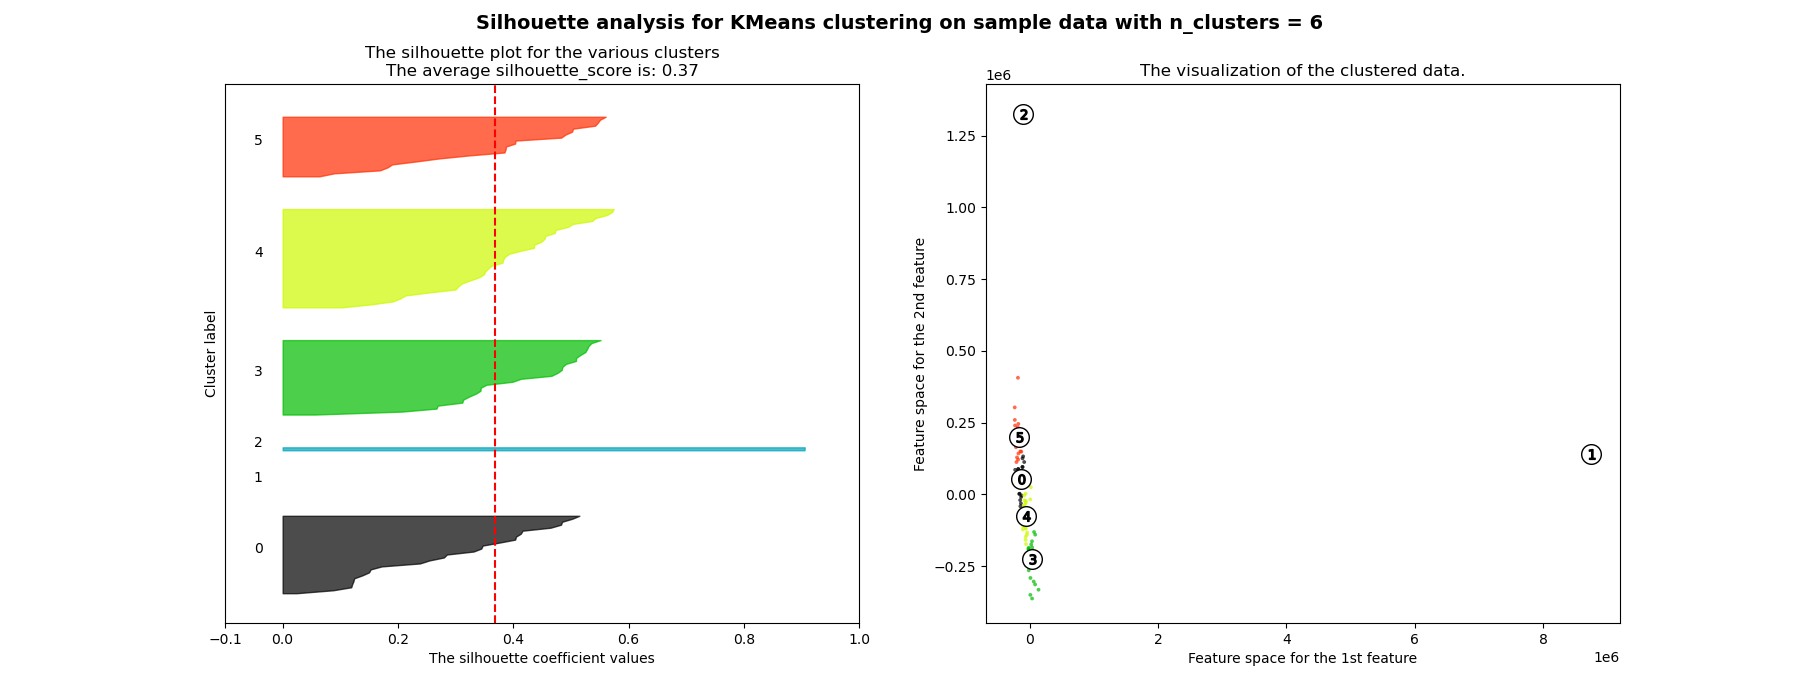 Silhouette analysis for KMeans clustering on sample data with n_clusters = 6
The silhouette plot for the various clusters
The average silhouette_score is: 0.37
5
4
3
2
1
0
Cluster label
−0.1 0.0 0.2 0.4 0.6 0.8 1.0
The silhouette coefficient values
The visualization of the clustered data.
1e6
1.25
1.00
0.75
0.50
0.25
0.00
−0.25
Feature space for the 2nd feature
2
5
1
0
4
3
0 2 4 6 8
1e6
Feature space for the 1st feature